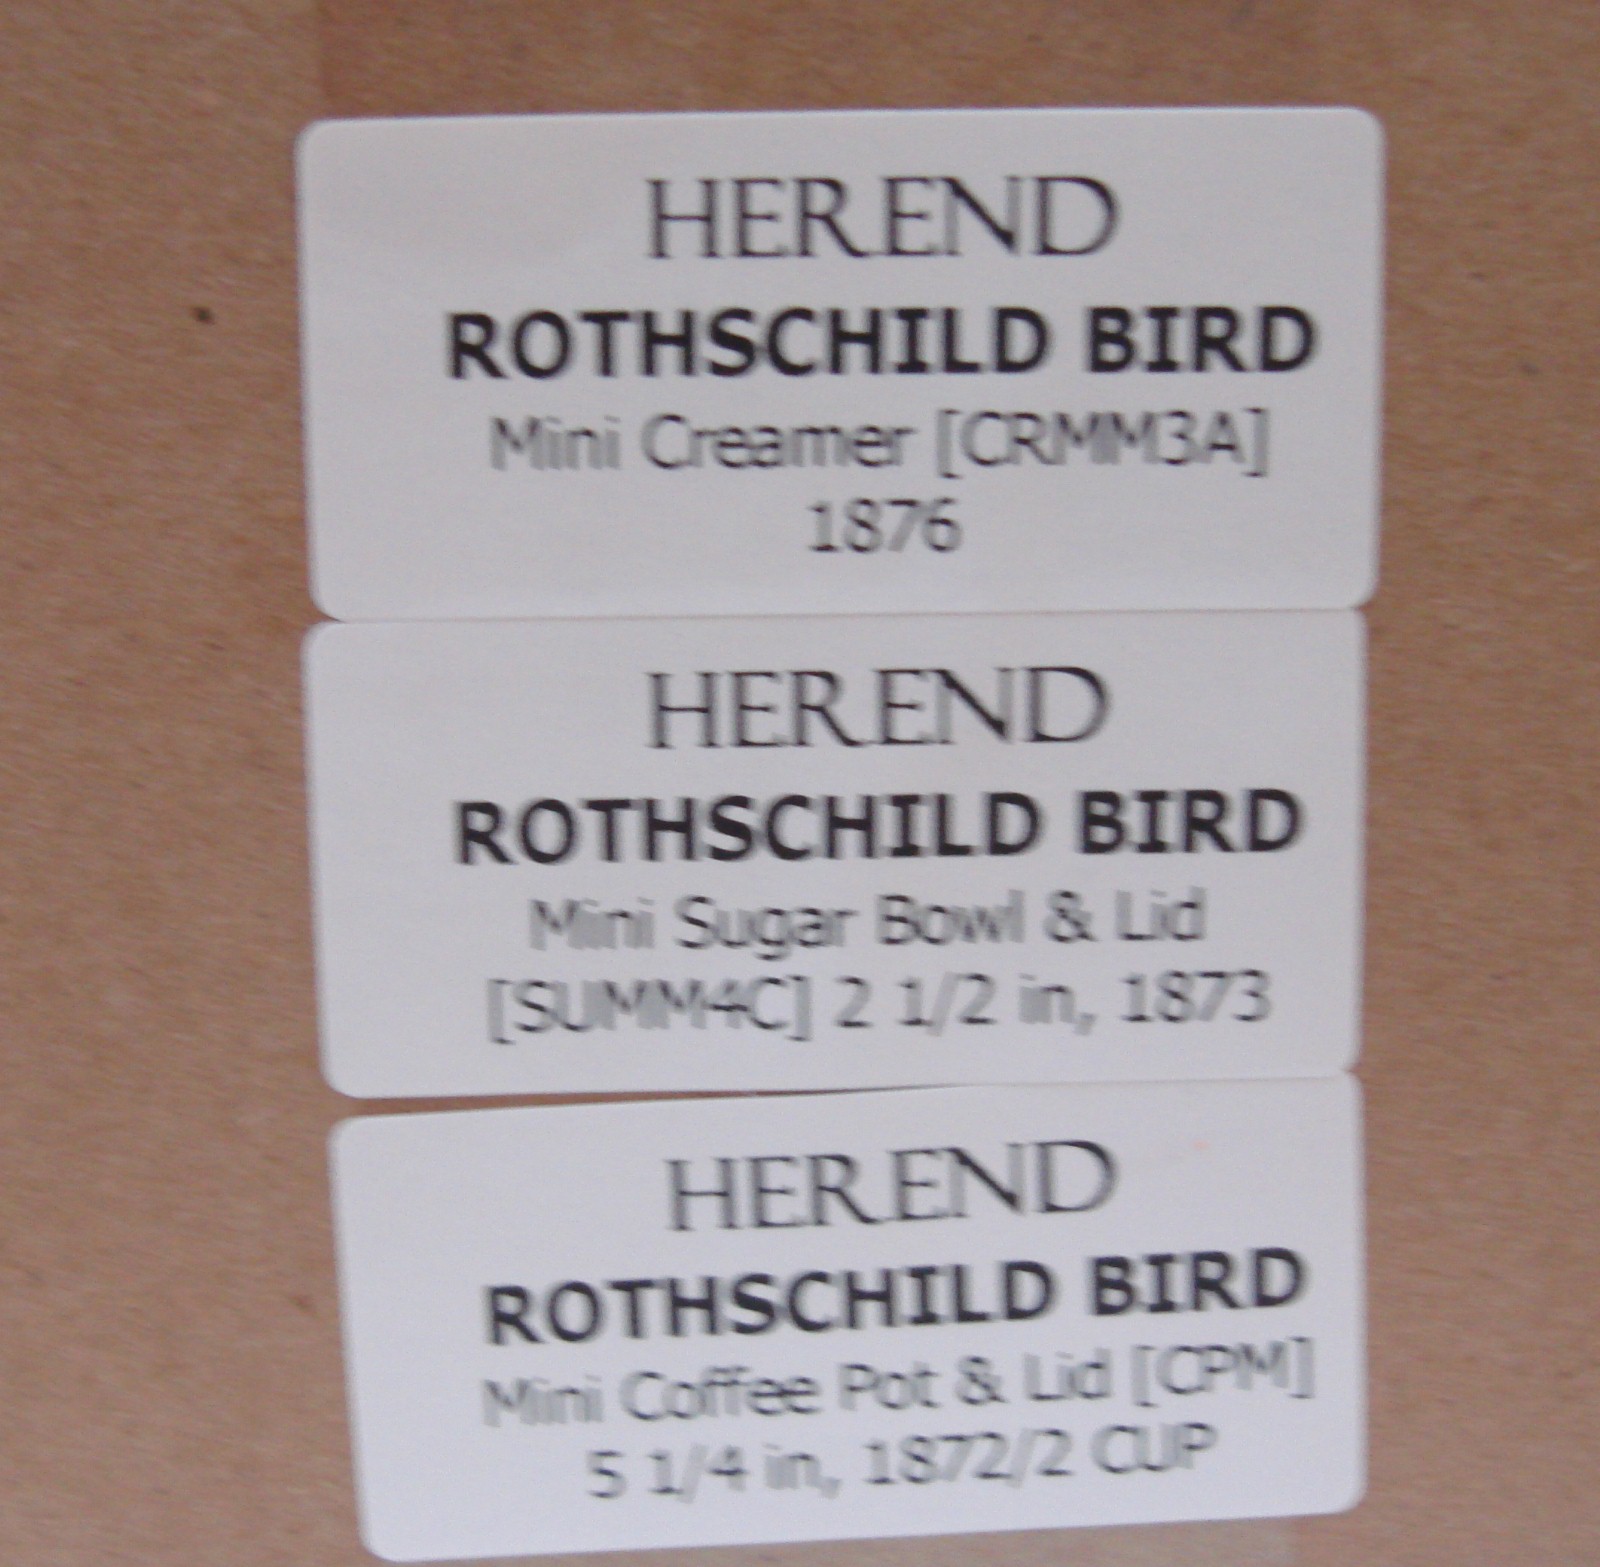 HEREND
ROTHSCHILD BIRD
Mini Creamer [CRMM3A]
1876
HEREND
ROTHSCHILD BIRD
Mini Sugar Bowl & Lid
[SUMM4C] 2 1/2 in, 1873
HEREND
ROTHSCHILD BIRD
Mini Coffee Pot & Lid [CPM]
5 1/4 in, 1872/2 CUP